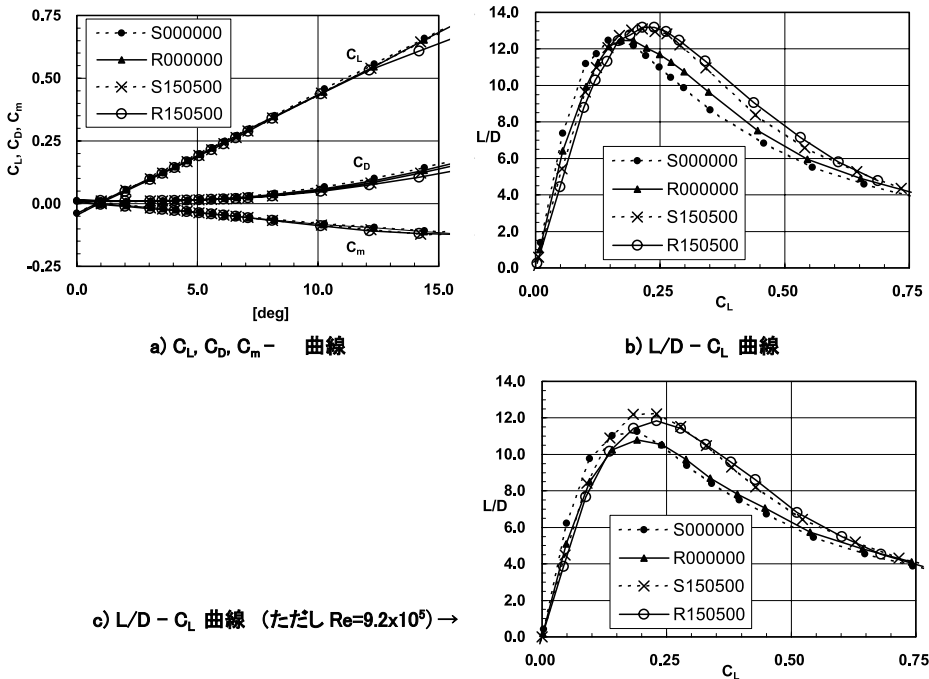 0.75
0.50
0.25
0.00
-0.25
C_L, C_D, C_m
S000000
R000000
S150500
R150500
C_L
C_D
C_m
0.0 5.0 10.0 15.0
[deg]
a) C_L, C_D, C_m – 曲線
14.0
12.0
10.0
L/D
8.0
6.0
4.0
2.0
0.0
S000000
R000000
S150500
R150500
0.00 0.25 0.50 0.75
C_L
b) L/D – C_L 曲線
14.0
12.0
10.0
8.0
L/D
6.0
4.0
2.0
0.0
S000000
R000000
S150500
R150500
0.00 0.25 0.50 0.75
C_L
c) L/D – C_L 曲線 (ただし Re=9.2x10⁵) →